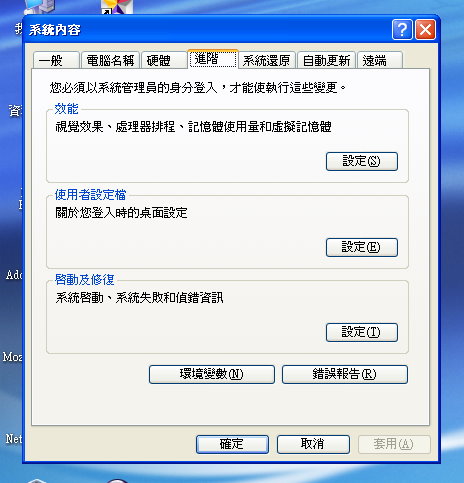 系統內容
一般
電腦名稱
硬體
進階
系統還原
自動更新
遠端
您必須以系統管理員的身分登入，才能使執行這些變更。
效能
視覺效果、處理器排程、記憶體使用量和虛擬記憶體
設定(S)
使用者設定檔
關於您登入時的桌面設定
設定(E)
啟動及修復
系統啟動、系統失敗和偵錯資訊
設定(T)
環境變數(N)
錯誤報告(R)
確定
取消
套用(A)
資
Ado
Moz
Net